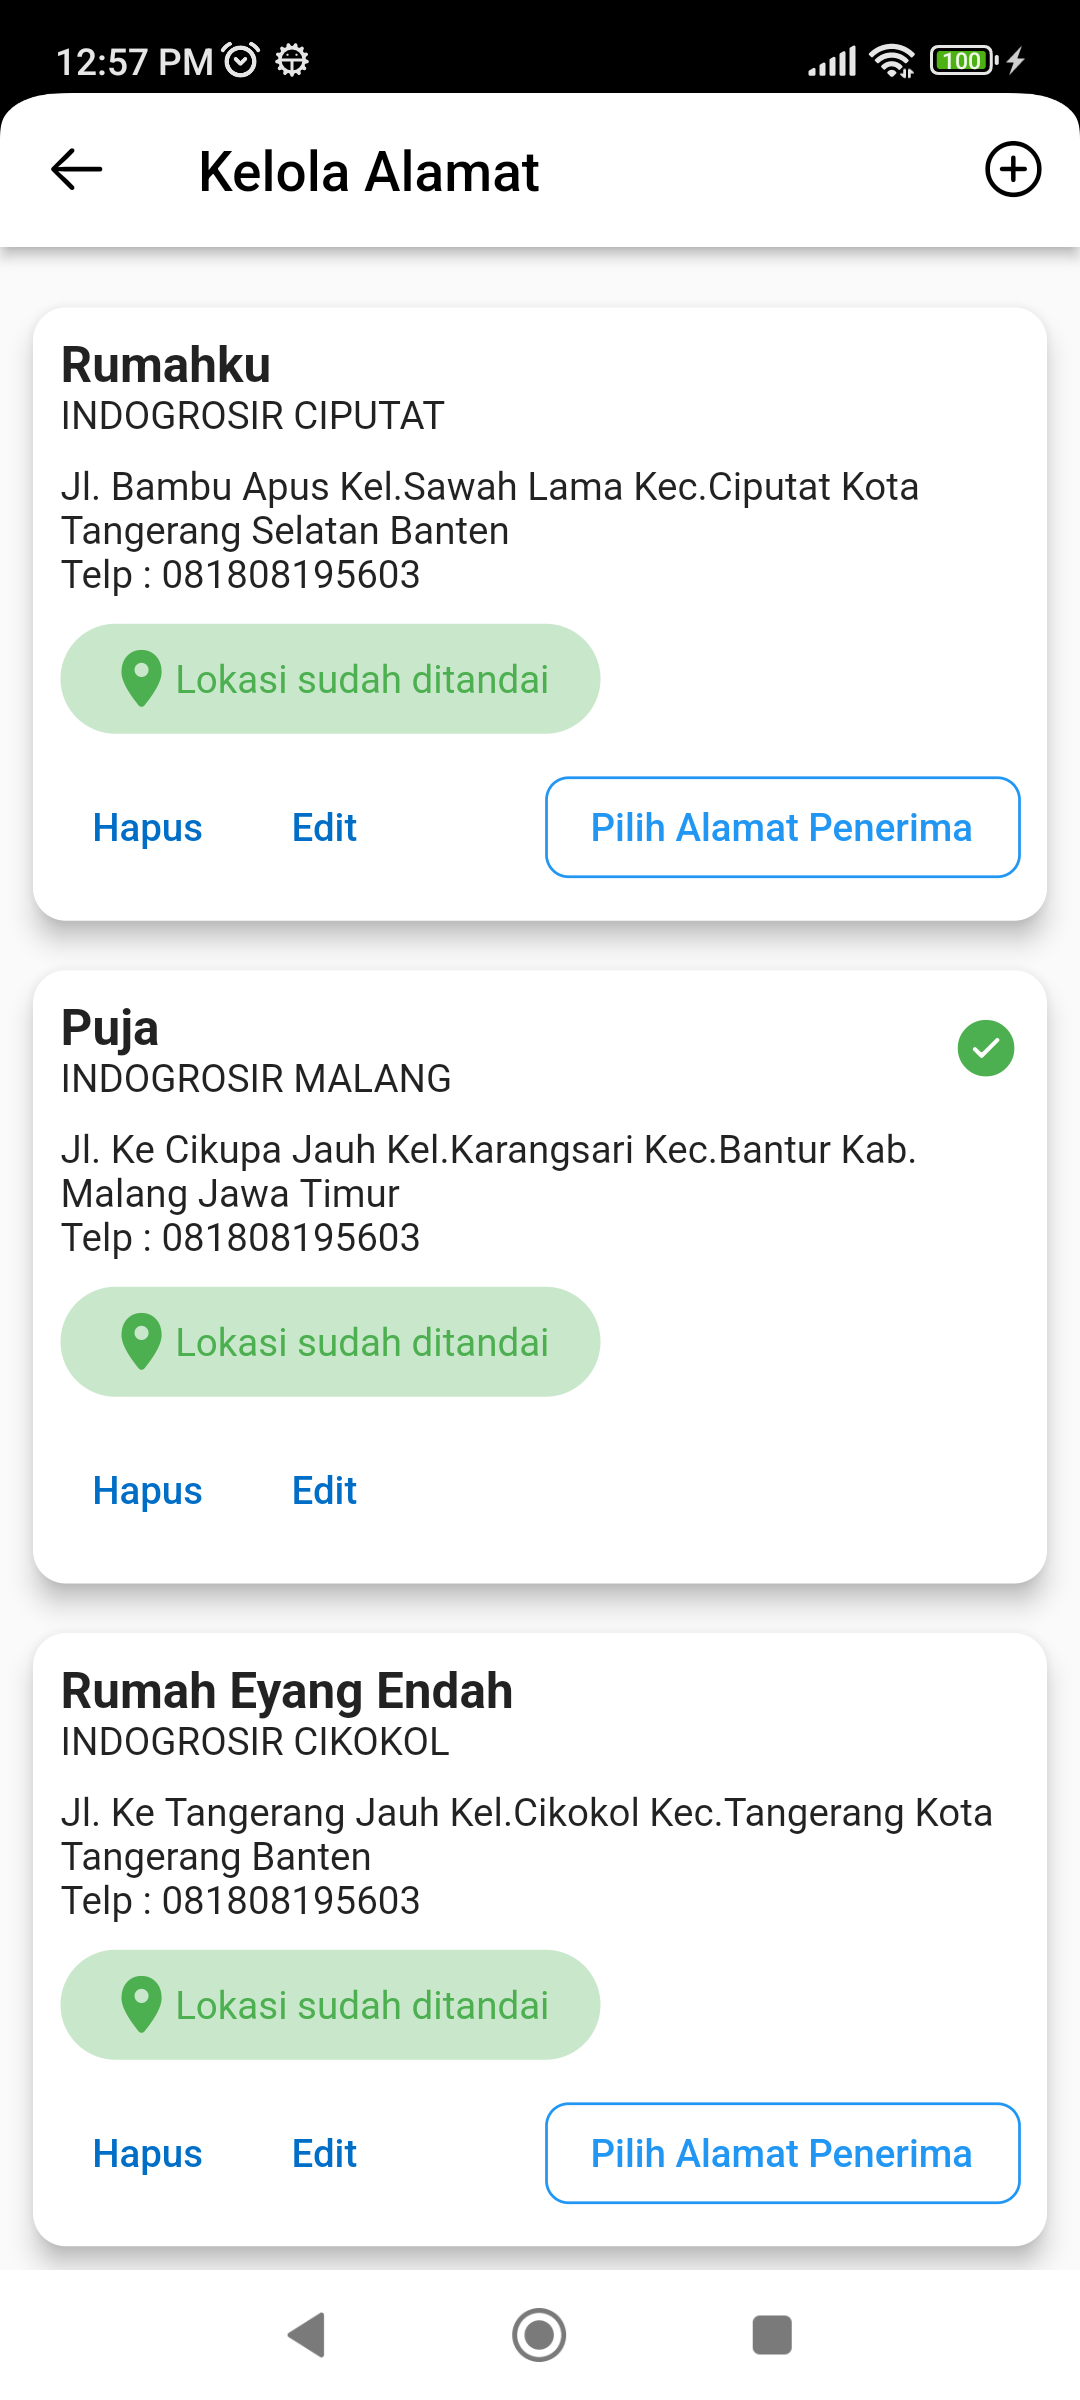 12:57 PM
100
Kelola Alamat
Rumahku
INDOGROSIR CIPUTAT
Jl. Bambu Apus Kel.Sawah Lama Kec.Ciputat Kota
Tangerang Selatan Banten
Telp : 081808195603
Lokasi sudah ditandai
Hapus
Edit
Pilih Alamat Penerima
Puja
INDOGROSIR MALANG
Jl. Ke Cikupa Jauh Kel.Karangsari Kec.Bantur Kab.
Malang Jawa Timur
Telp : 081808195603
Lokasi sudah ditandai
Hapus
Edit
Rumah Eyang Endah
INDOGROSIR CIKOKOL
Jl. Ke Tangerang Jauh Kel.Cikokol Kec.Tangerang Kota
Tangerang Banten
Telp : 081808195603
Lokasi sudah ditandai
Hapus
Edit
Pilih Alamat Penerima